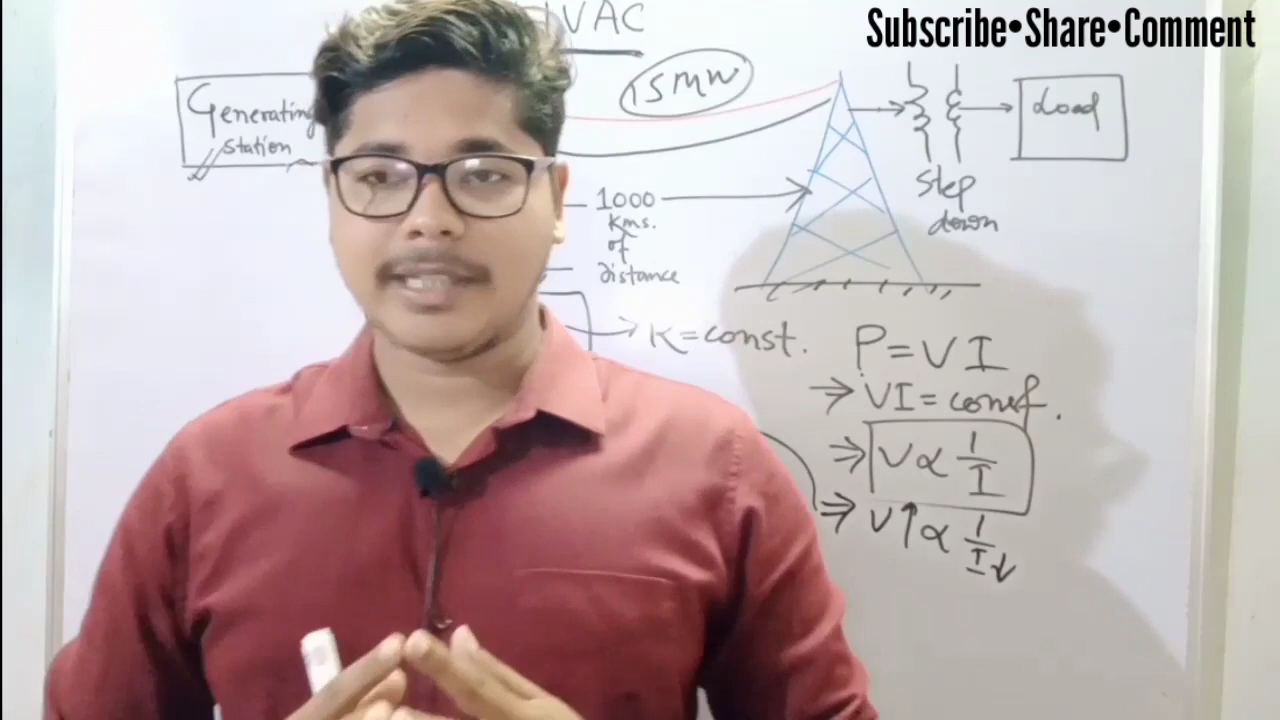 Subscribe•Share•Comment
HVAC
15MW
Generating
station
Load
1000
Kms.
of
distance
Step
down
K=const.
P=VI
⇒ VI=const.
⇒ V∝1/I
⇒ V↑∝1/I↓